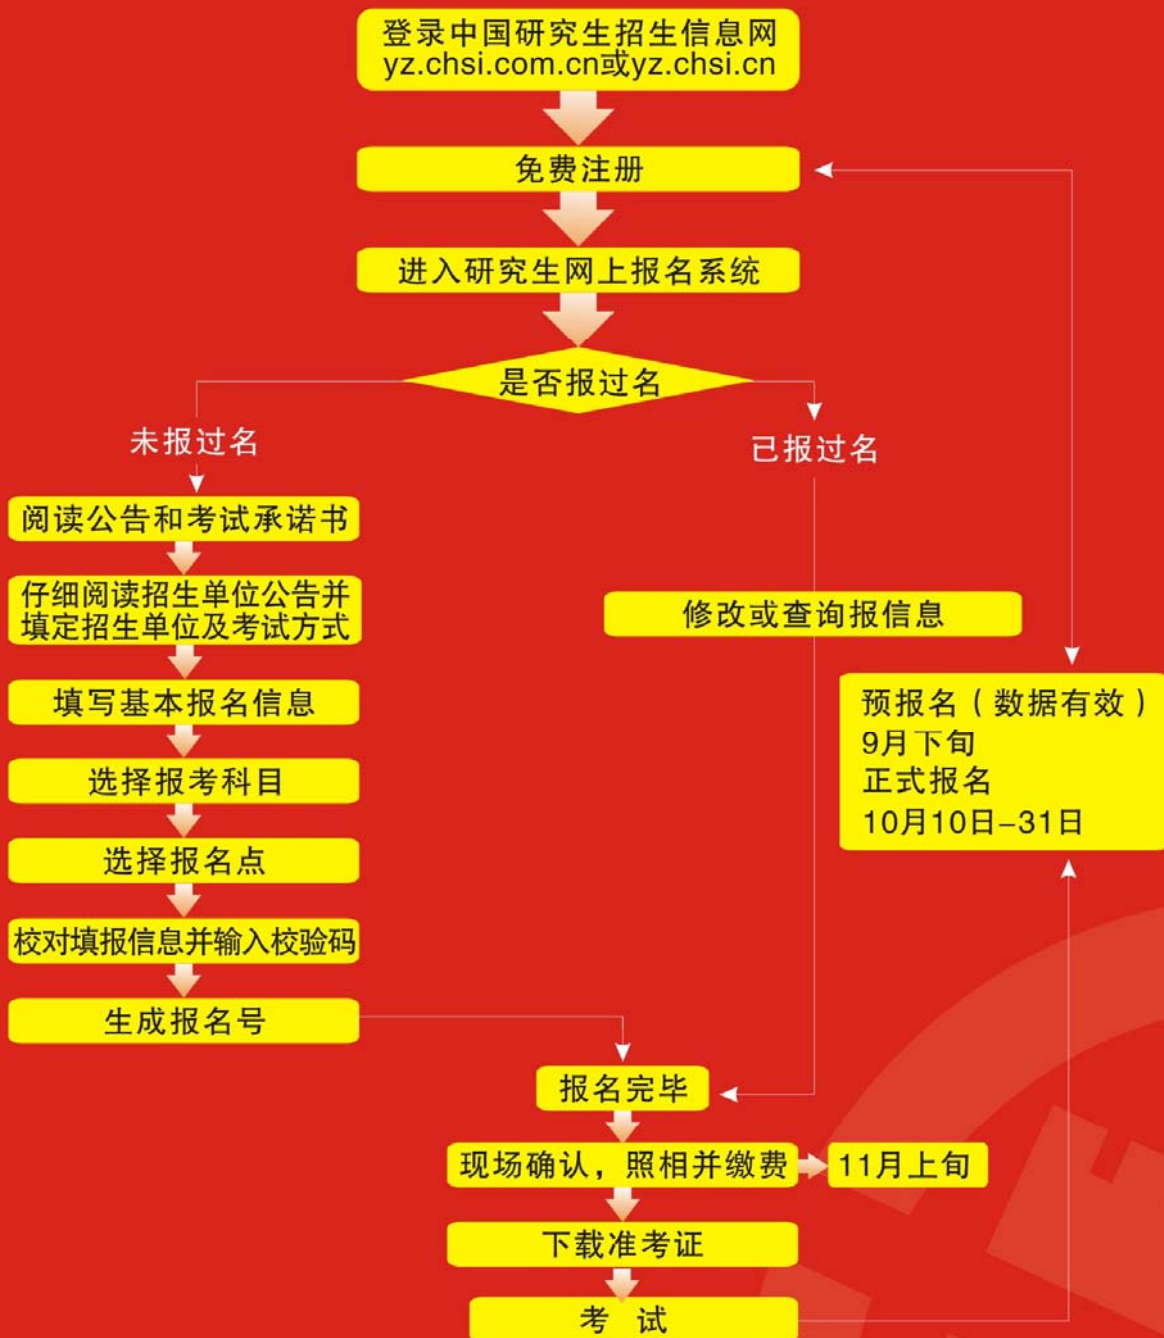 登录中国研究生招生信息网
yz.chsi.com.cn或yz.chsi.cn
免费注册
进入研究生网上报名系统
是否报过名
未报过名
已报过名
阅读公告和考试承诺书
仔细阅读招生单位公告并
填定招生单位及考试方式
填写基本报名信息
选择报考科目
选择报名点
校对填报信息并输入校验码
生成报名号
修改或查询报信息
预报名（数据有效）
9月下旬
正式报名
10月10日–31日
报名完毕
现场确认，照相并缴费
11月上旬
下载准考证
考 试